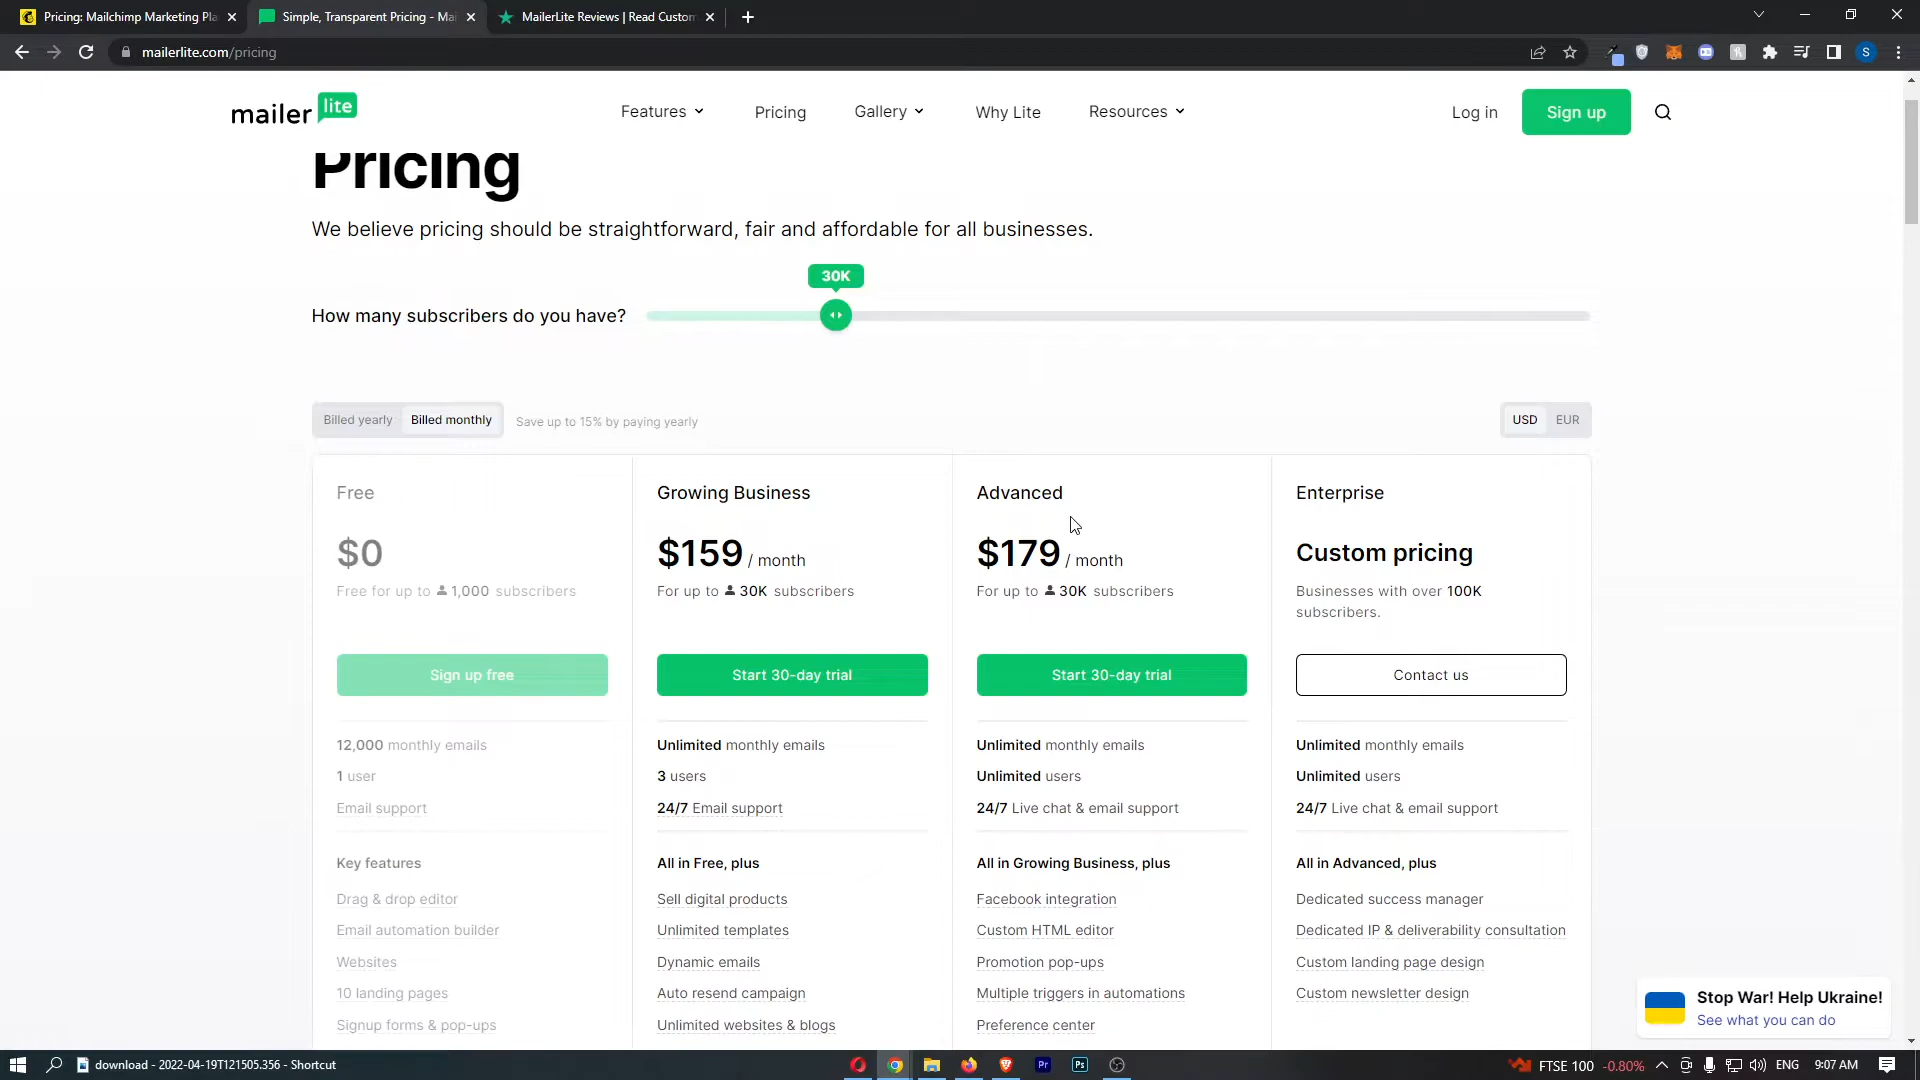 Pricing: Mailchimp Marketing Pla
Simple, Transparent Pricing - Mai
MailerLite Reviews | Read Custom
mailerlite.com/pricing
S
mailer lite
Features
Pricing
Gallery
Why Lite
Resources
Log in
Sign up
Pricing
We believe pricing should be straightforward, fair and affordable for all businesses.
30K
How many subscribers do you have?
Billed yearly
Billed monthly
Save up to 15% by paying yearly
USD
EUR
Free
$0
Free for up to 1,000 subscribers
Sign up free
12,000 monthly emails
1 user
Email support
Key features
Drag & drop editor
Email automation builder
Websites
10 landing pages
Signup forms & pop-ups
Growing Business
$159 / month
For up to 30K subscribers
Start 30-day trial
Unlimited monthly emails
3 users
24/7 Email support
All in Free, plus
Sell digital products
Unlimited templates
Dynamic emails
Auto resend campaign
Unlimited websites & blogs
Advanced
$179 / month
For up to 30K subscribers
Start 30-day trial
Unlimited monthly emails
Unlimited users
24/7 Live chat & email support
All in Growing Business, plus
Facebook integration
Custom HTML editor
Promotion pop-ups
Multiple triggers in automations
Preference center
Enterprise
Custom pricing
Businesses with over 100K
subscribers.
Contact us
Unlimited monthly emails
Unlimited users
24/7 Live chat & email support
All in Advanced, plus
Dedicated success manager
Dedicated IP & deliverability consultation
Custom landing page design
Custom newsletter design
Stop War! Help Ukraine!
See what you can do
download - 2022-04-19T121505.356 - Shortcut
Pr
Ps
FTSE 100 -0.80%
ENG
9:07 AM